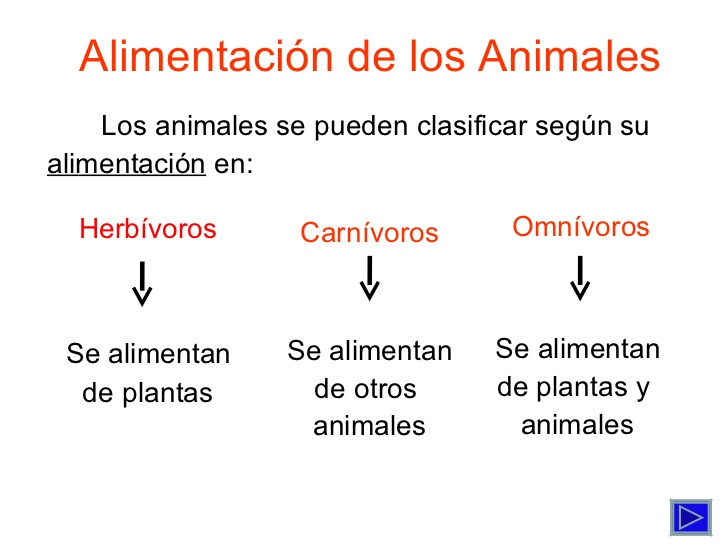 Alimentación de los Animales
Los animales se pueden clasificar según su
alimentación en:
Herbívoros
Se alimentan
de plantas
Carnívoros
Se alimentan
de otros
animales
Omnívoros
Se alimentan
de plantas y
animales